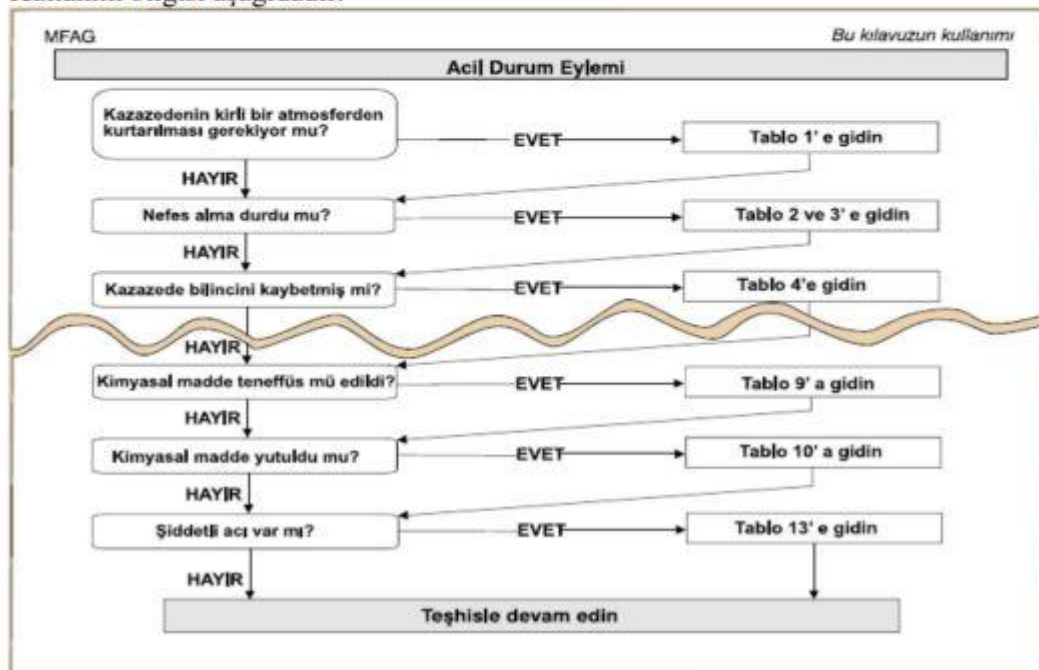 MFAG
Bu kılavuzun kullanımı
Acil Durum Eylemi
Kazazedenin kirli bir atmosferden
kurtarılması gerekiyor mu?
EVET
Tablo 1' e gidin
HAYIR
Nefes alma durdu mu?
EVET
Tablo 2 ve 3' e gidin
HAYIR
Kazazede bilincini kaybetmiş mi?
EVET
Tablo 4'e gidin
HAYIR
Kimyasal madde teneffüs mü edildi?
EVET
Tablo 9' a gidin
HAYIR
Kimyasal madde yutuldu mu?
EVET
Tablo 10' a gidin
HAYIR
Şiddetli acı var mı?
EVET
Tablo 13' e gidin
HAYIR
Teşhisle devam edin